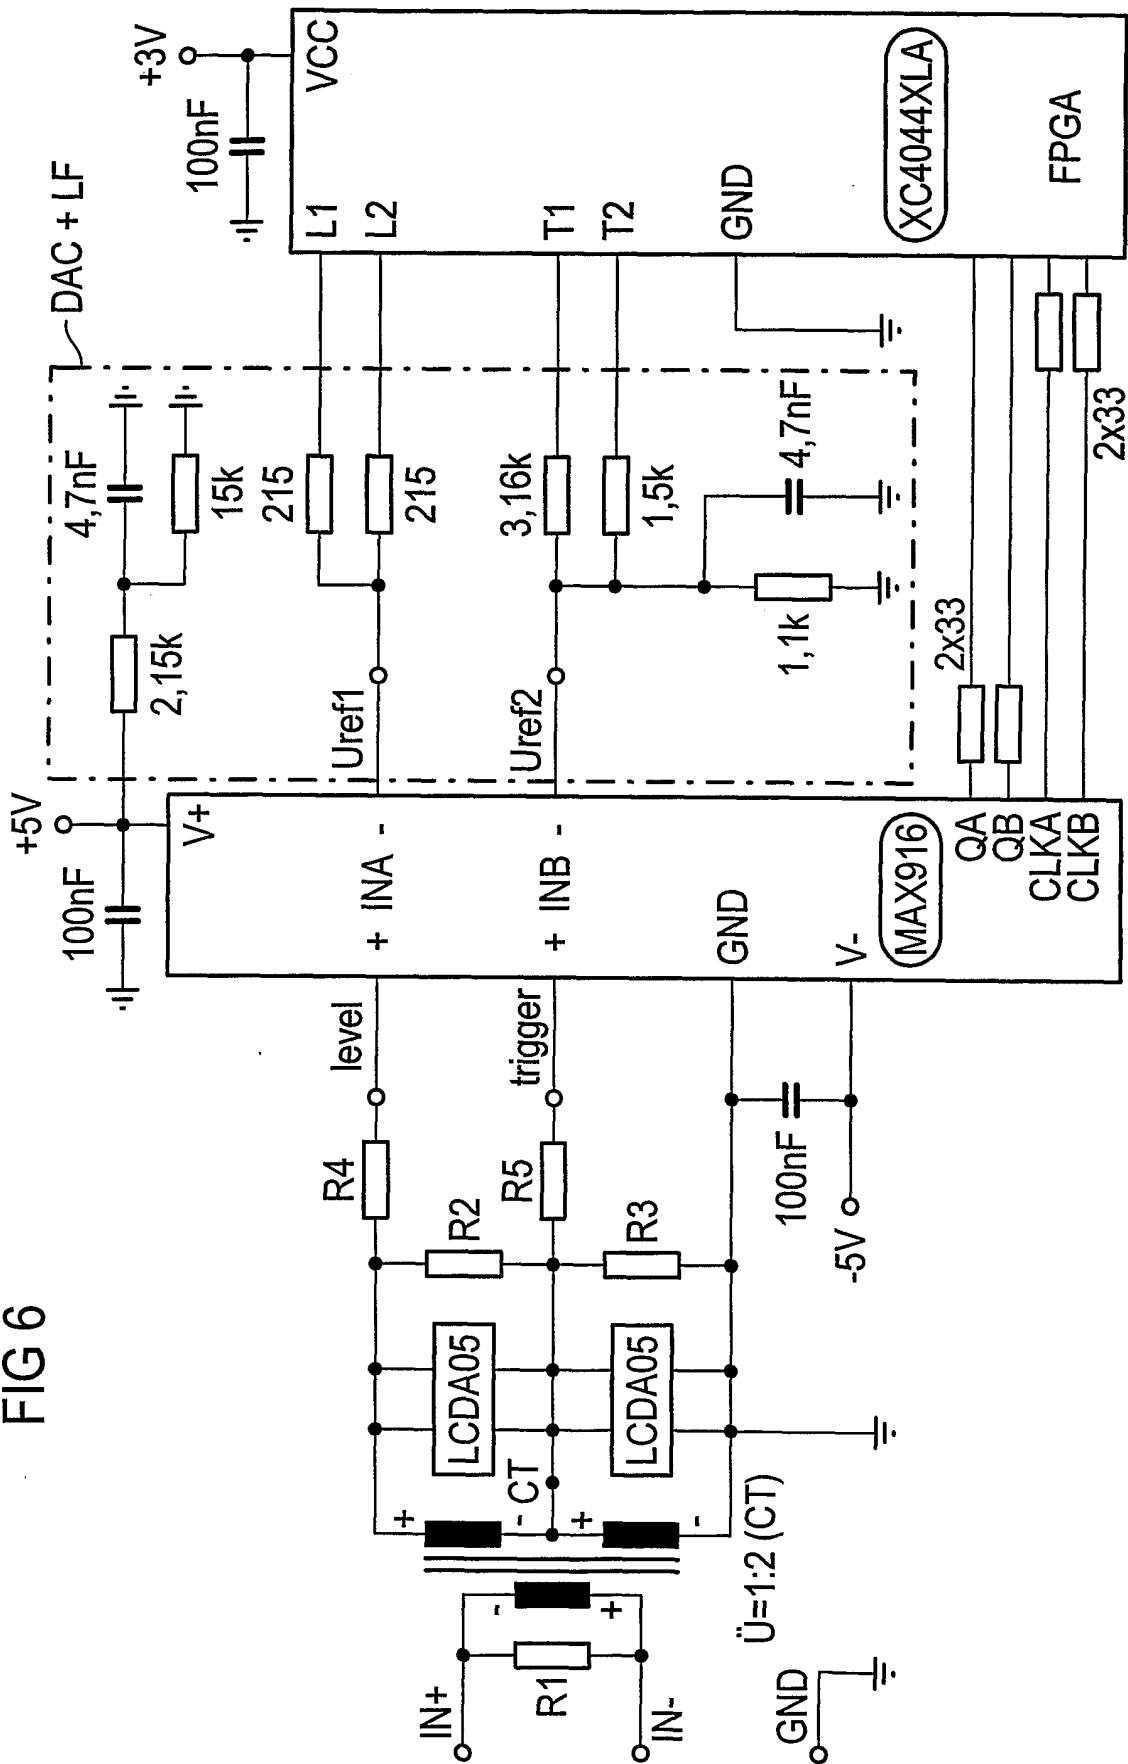 FIG 6
+5V
100nF
V+
+ INA -
+ INB -
GND
V-
MAX916
QA
QB
CLKA
CLKB
level
trigger
R4
R2
R5
R3
100nF
-5V
LCDA05
LCDA05
CT
+
-
+
-
-
+
Ü=1:2 (CT)
R1
IN+
IN-
GND
DAC + LF
4,7nF
15k
2,15k
215
215
Uref1
3,16k
1,5k
Uref2
4,7nF
1,1k
2x33
2x33
+3V
100nF
VCC
L1
L2
T1
T2
GND
XC4044XLA
FPGA